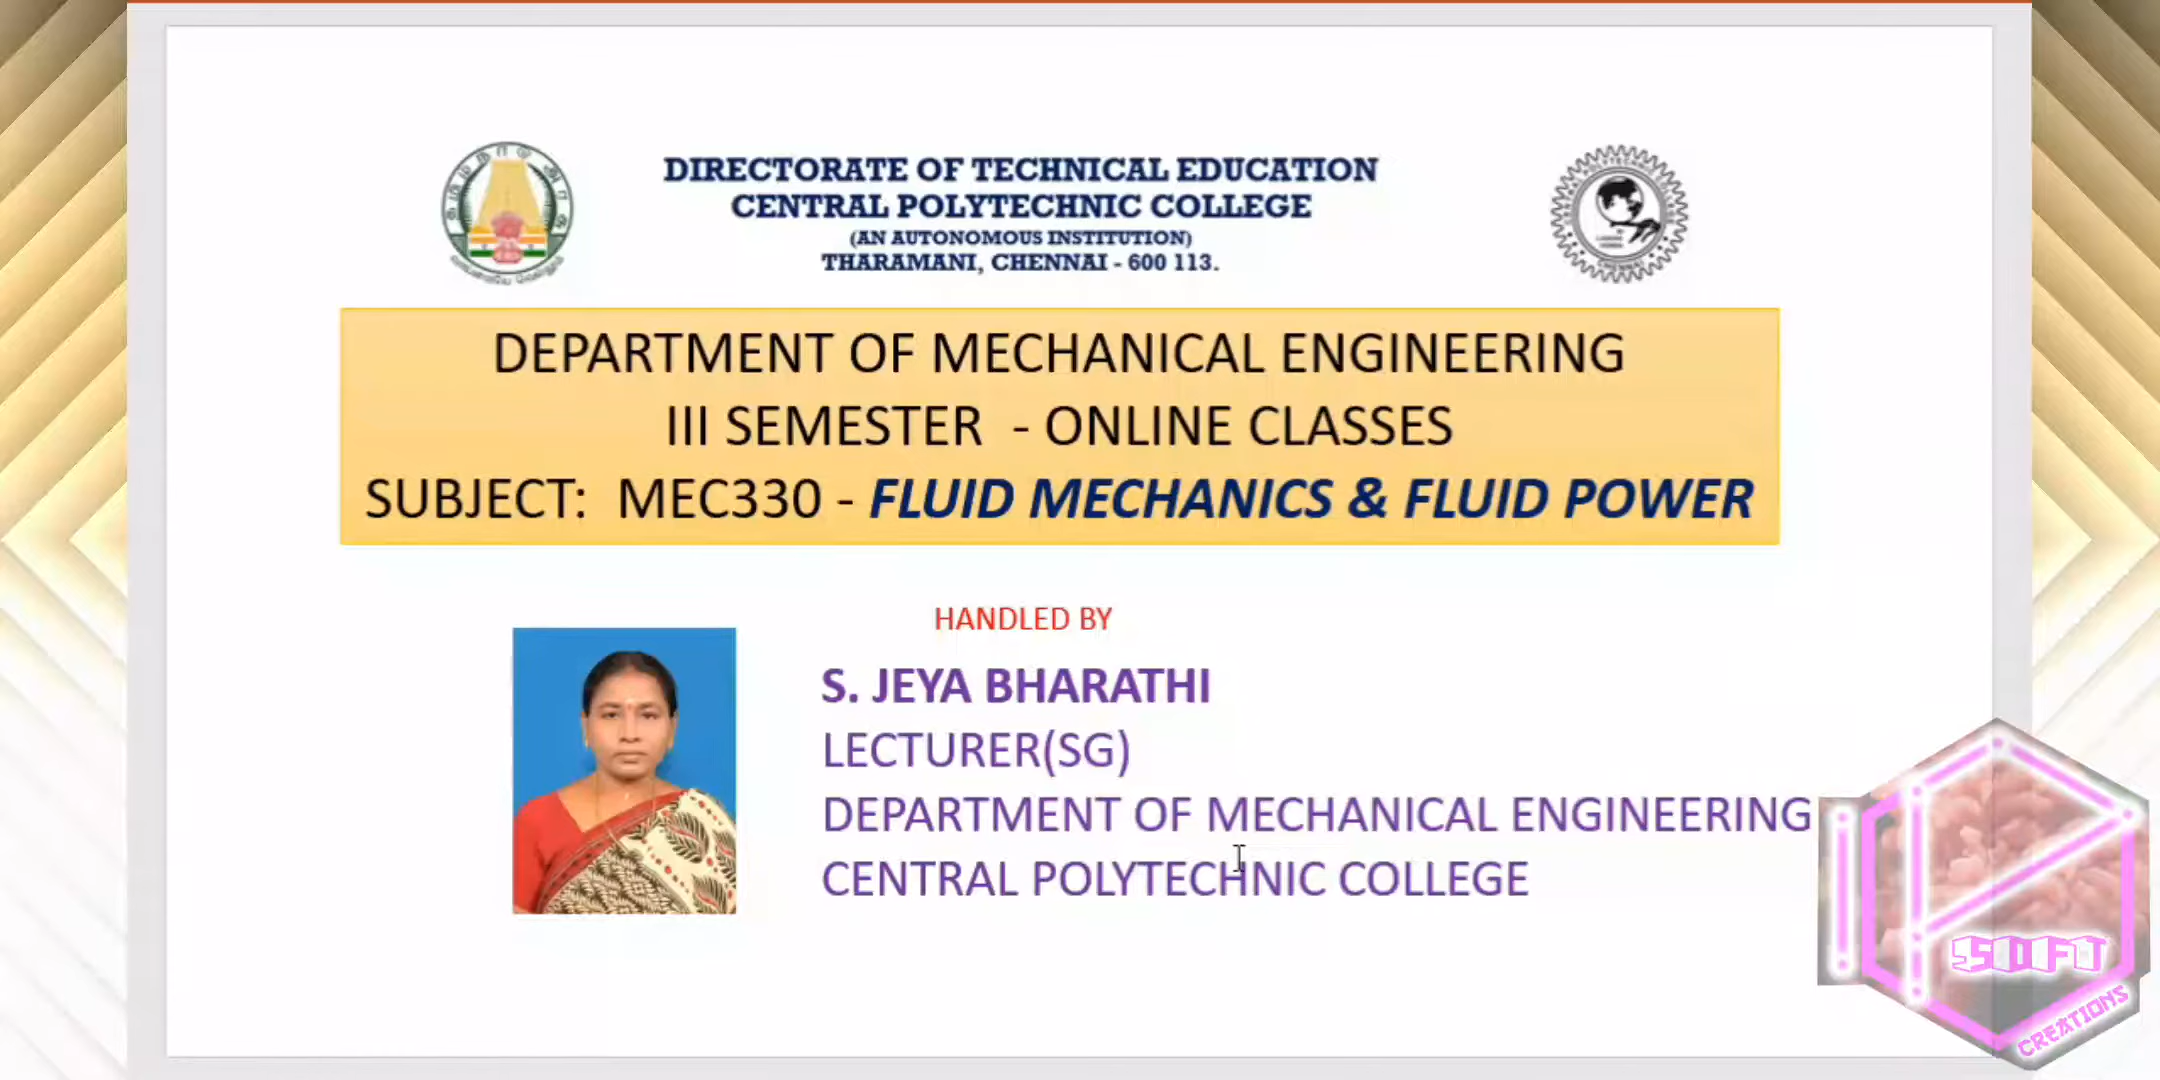 DIRECTORATE OF TECHNICAL EDUCATION
CENTRAL POLYTECHNIC COLLEGE
(AN AUTONOMOUS INSTITUTION)
THARAMANI, CHENNAI - 600 113.
DEPARTMENT OF MECHANICAL ENGINEERING
III SEMESTER - ONLINE CLASSES
SUBJECT: MEC330 - FLUID MECHANICS & FLUID POWER
HANDLED BY
S. JEYA BHARATHI
LECTURER(SG)
DEPARTMENT OF MECHANICAL ENGINEERING
CENTRAL POLYTECHNIC COLLEGE
SOFT
CREATIONS